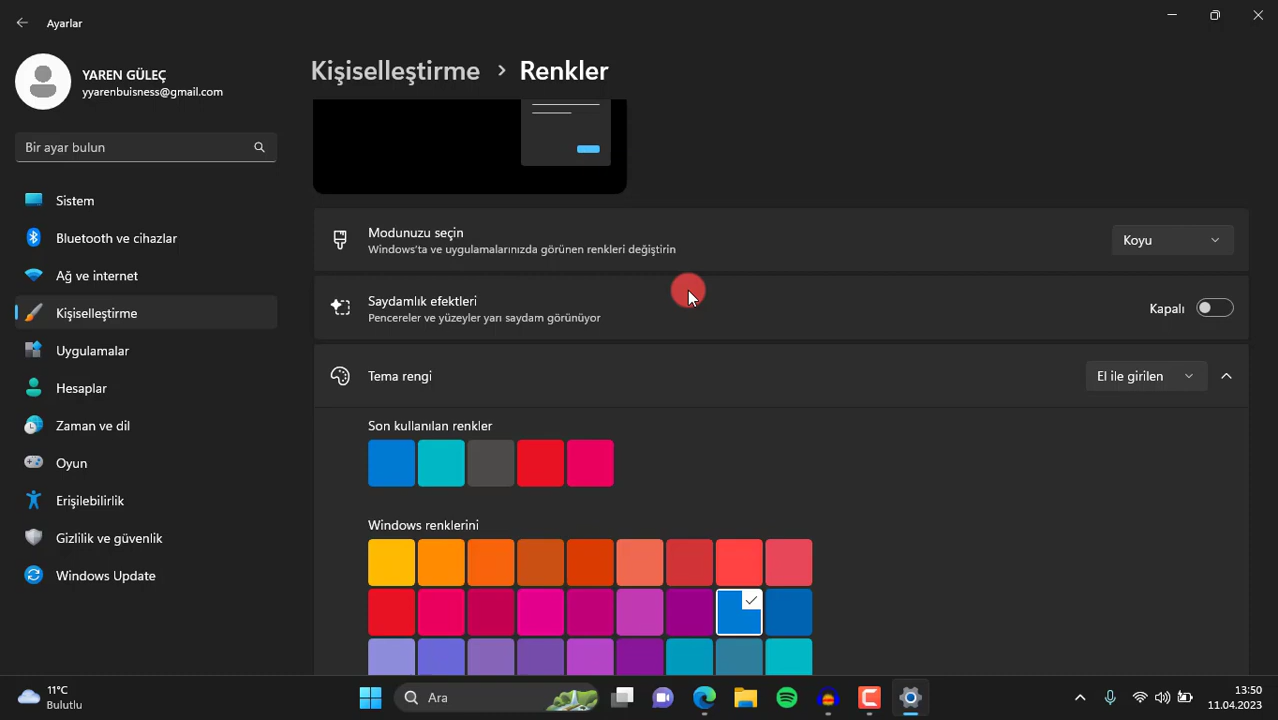 Ayarlar
YAREN GÜLEÇ
yyarenbuisness@gmail.com
Bir ayar bulun
Sistem
Bluetooth ve cihazlar
Ağ ve internet
Kişiselleştirme
Uygulamalar
Hesaplar
Zaman ve dil
Oyun
Erişilebilirlik
Gizlilik ve güvenlik
Windows Update
Kişiselleştirme › Renkler
Modunuzu seçin
Windows'ta ve uygulamalarınızda görünen renkleri değiştirin
Koyu
Saydamlık efektleri
Pencereler ve yüzeyler yarı saydam görünüyor
Kapalı
Tema rengi
El ile girilen
Son kullanılan renkler
Windows renklerini
11°C
Bulutlu
Ara
13:50
11.04.2023